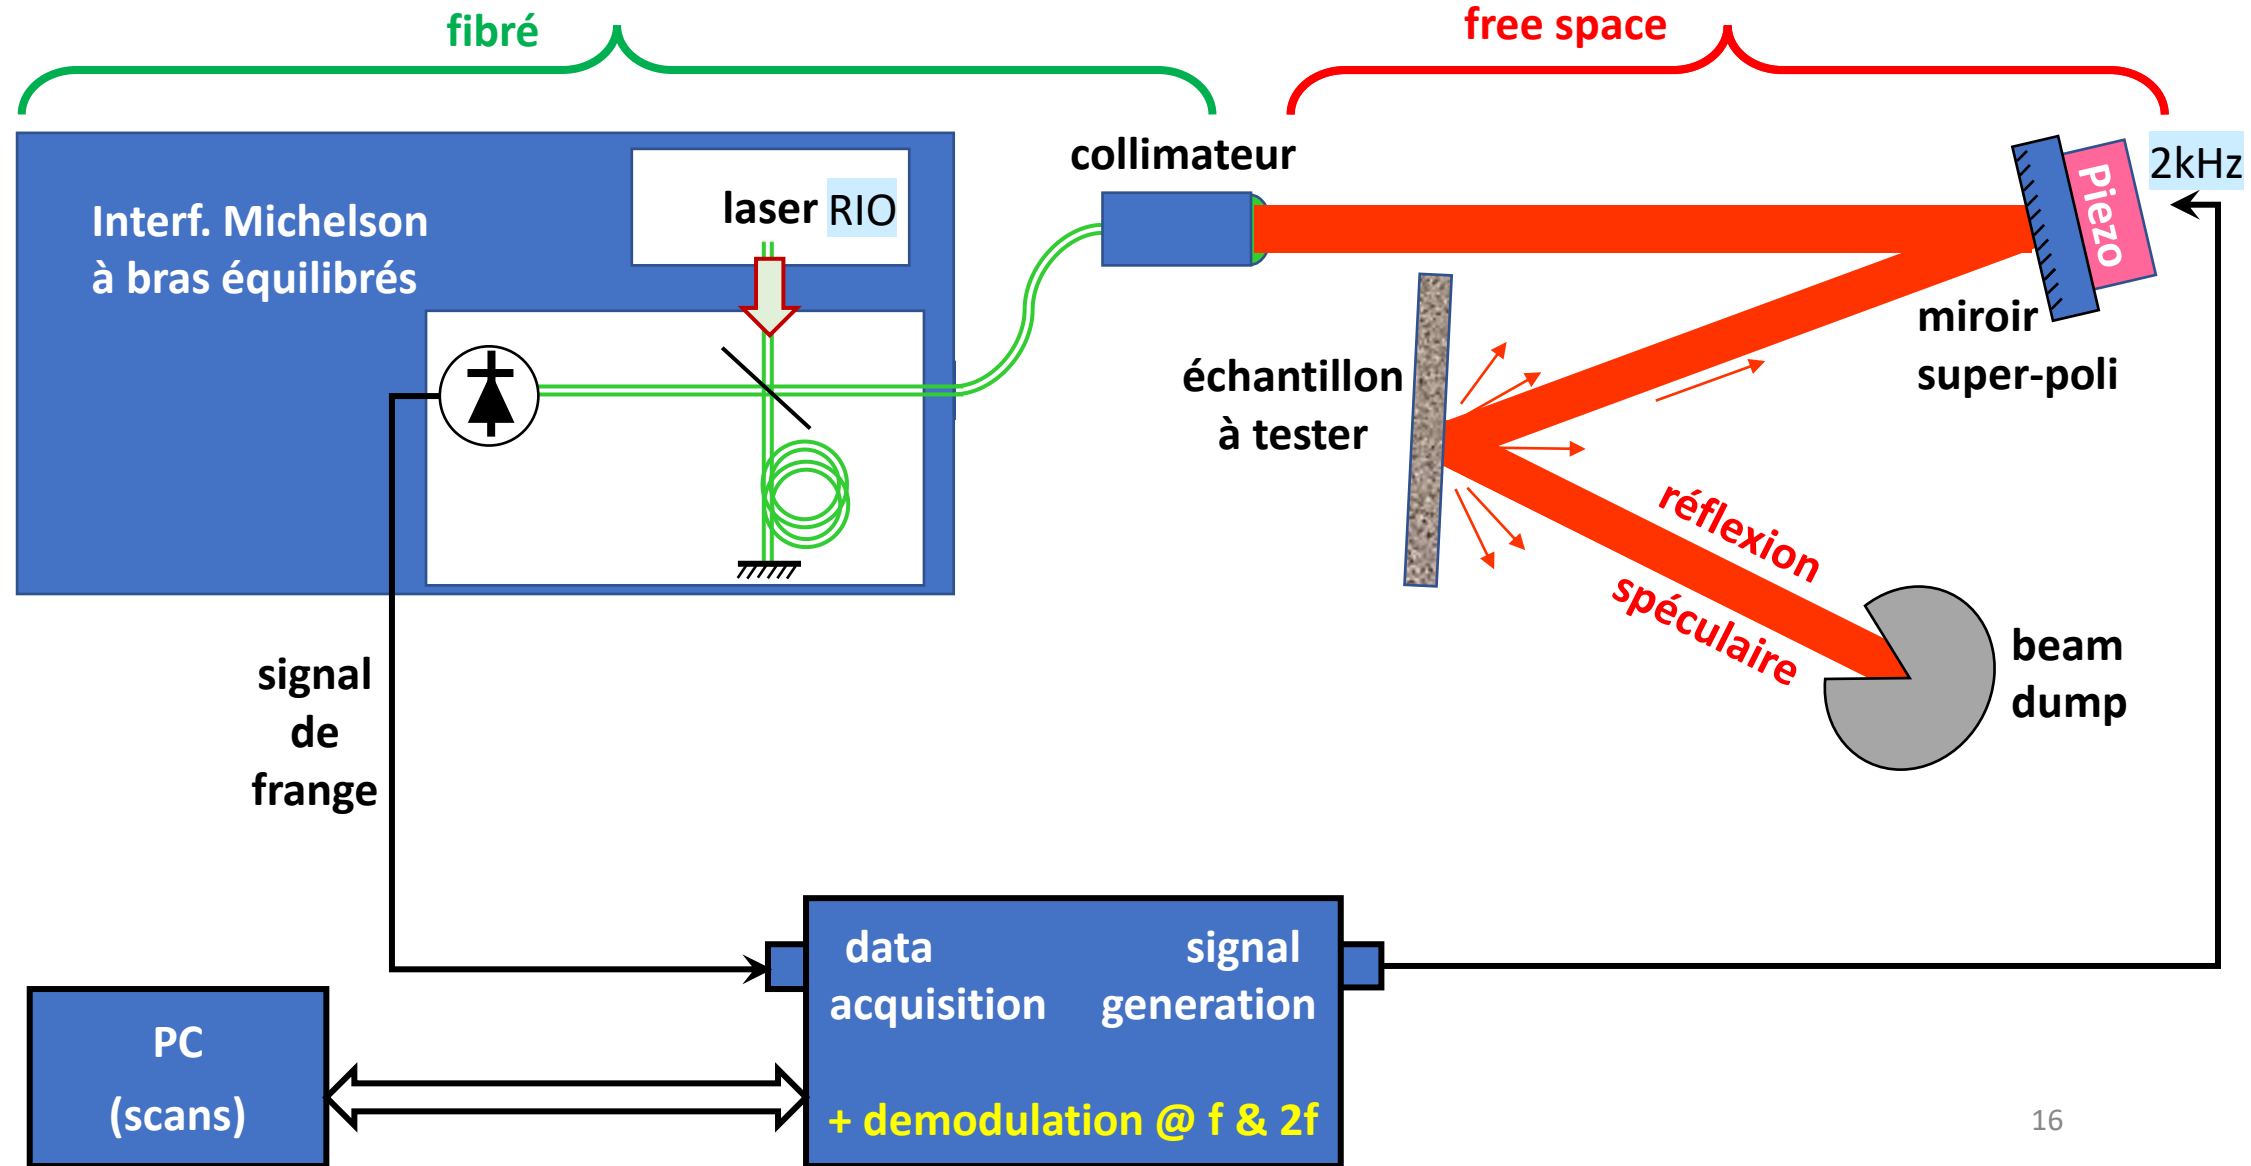 fibré
free space
collimateur
2kHz
Piezo
Interf. Michelson
à bras équilibrés
laser RIO
miroir
super-poli
échantillon
à tester
réflexion
spéculaire
beam
dump
signal
de
frange
data
acquisition
signal
generation
+ demodulation @ f & 2f
PC
(scans)
16